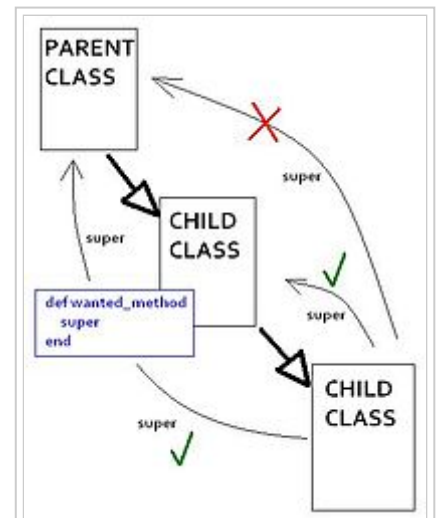 PARENT
CLASS
super
super
CHILD
CLASS
super
def wanted_method
super
end
super
CHILD
CLASS